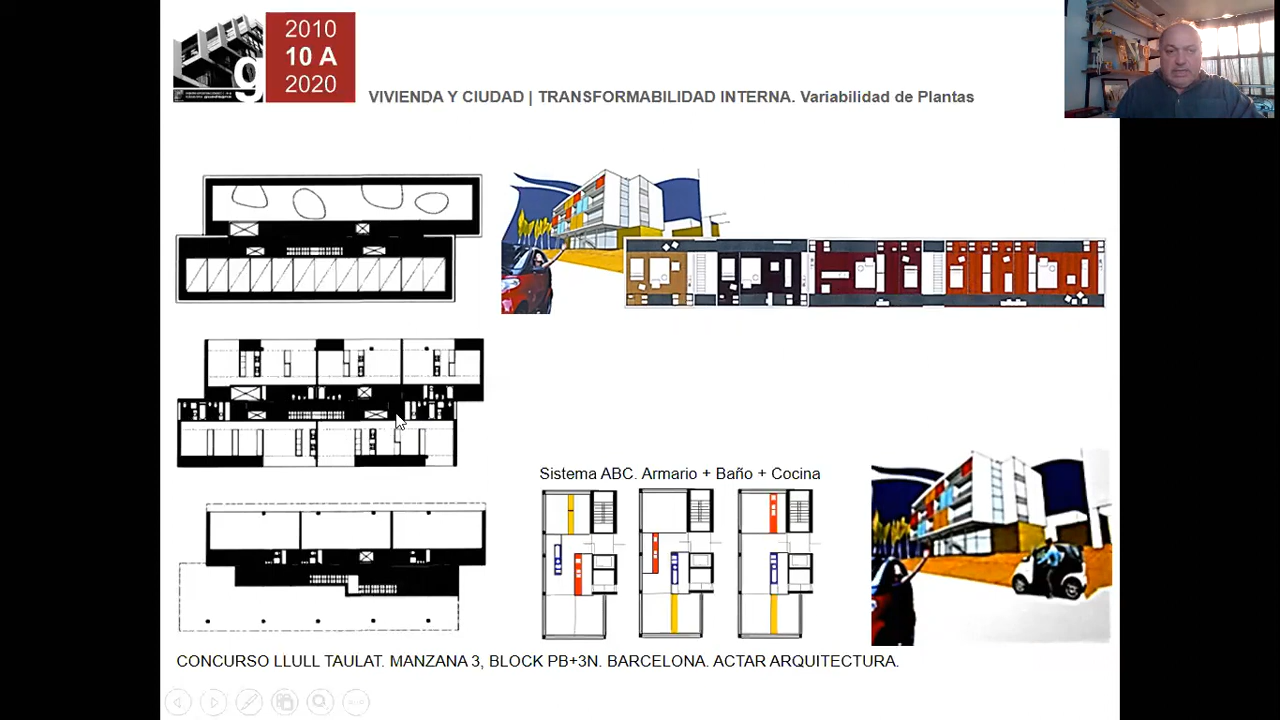 2010
10 A
2020
g
VIVIENDA Y CIUDAD | TRANSFORMABILIDAD INTERNA. Variabilidad de Plantas
Sistema ABC. Armario + Baño + Cocina
CONCURSO LLULL TAULAT. MANZANA 3, BLOCK PB+3N. BARCELONA. ACTAR ARQUITECTURA.